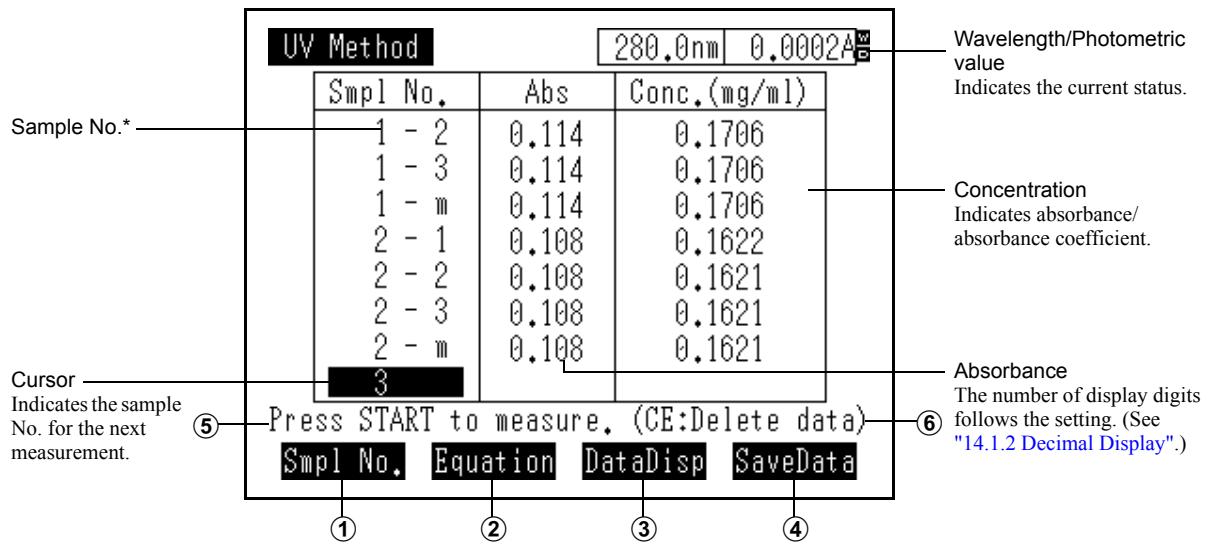 UV Method
280.0nm 0.0002A WD
Wavelength/Photometric
value
Indicates the current status.
Smpl No. Abs Conc.(mg/ml)
Sample No.*
1 - 2 0.114 0.1706
1 - 3 0.114 0.1706
1 - m 0.114 0.1706
2 - 1 0.108 0.1622
2 - 2 0.108 0.1621
2 - 3 0.108 0.1621
2 - m 0.108 0.1621
3
Concentration
Indicates absorbance/
absorbance coefficient.
Cursor
Indicates the sample
No. for the next
measurement.
Absorbance
The number of display digits
follows the setting. (See
"14.1.2 Decimal Display".)
⑤ Press START to measure. (CE:Delete data) ⑥
Smpl No. Equation DataDisp SaveData
① ② ③ ④